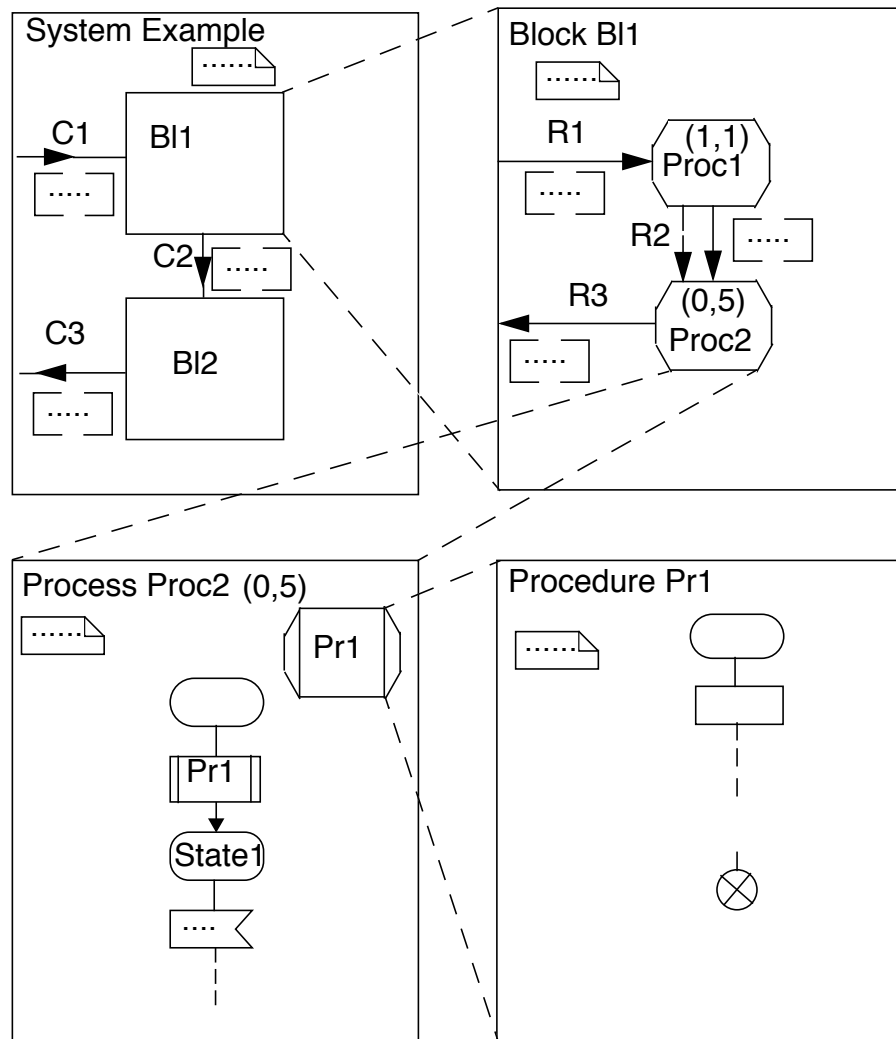 System Example
......
Bl1
C1
.....
C2
.....
C3
.....
Bl2
Block Bl1
......
R1
.....
(1,1)
Proc1
R2
.....
R3
.....
(0,5)
Proc2
Process Proc2 (0,5)
......
Pr1
Pr1
State1
....
Procedure Pr1
......